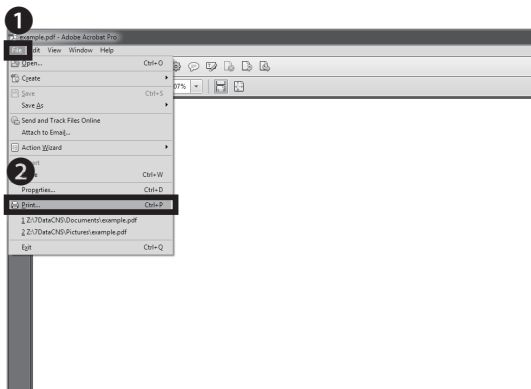 1
example.pdf - Adobe Acrobat Pro
File Edit View Window Help
Open... Ctrl+O
Create
07%
Save Ctrl+S
Save As
Send and Track Files Online
Attach to Email...
Action Wizard
2
Ctrl+W
Properties... Ctrl+D
Print... Ctrl+P
1 Z:\7DataCNS\Documents\example.pdf
2 Z:\7DataCNS\Pictures\example.pdf
Exit Ctrl+Q